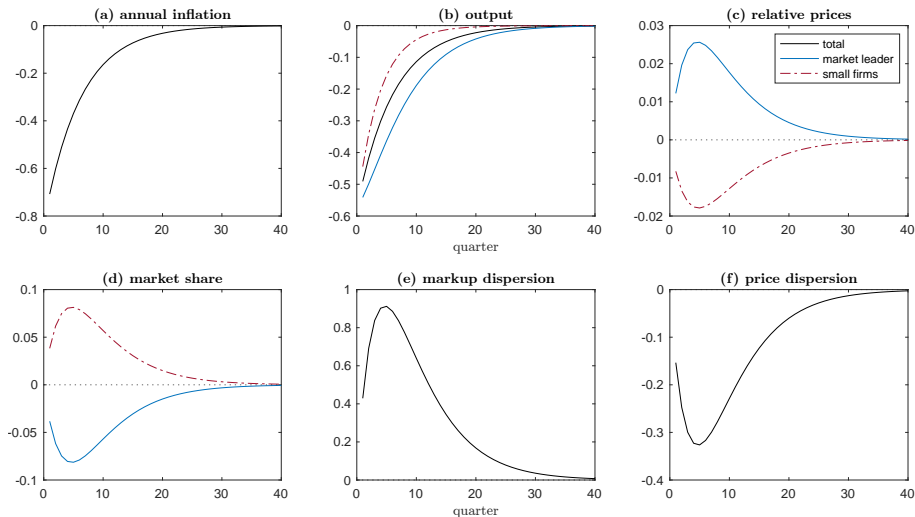 (a) annual inflation
0
-0.2
-0.4
-0.6
-0.8
0 10 20 30 40
(b) output
0
-0.1
-0.2
-0.3
-0.4
-0.5
-0.6
0 10 20 30 40
quarter
(c) relative prices
0.03
0.02
0.01
0
-0.01
-0.02
0 10 20 30 40
total
market leader
small firms
(d) market share
0.1
0.05
0
-0.05
-0.1
0 10 20 30 40
(e) markup dispersion
1
0.8
0.6
0.4
0.2
0
0 10 20 30 40
quarter
(f) price dispersion
0
-0.1
-0.2
-0.3
-0.4
0 10 20 30 40